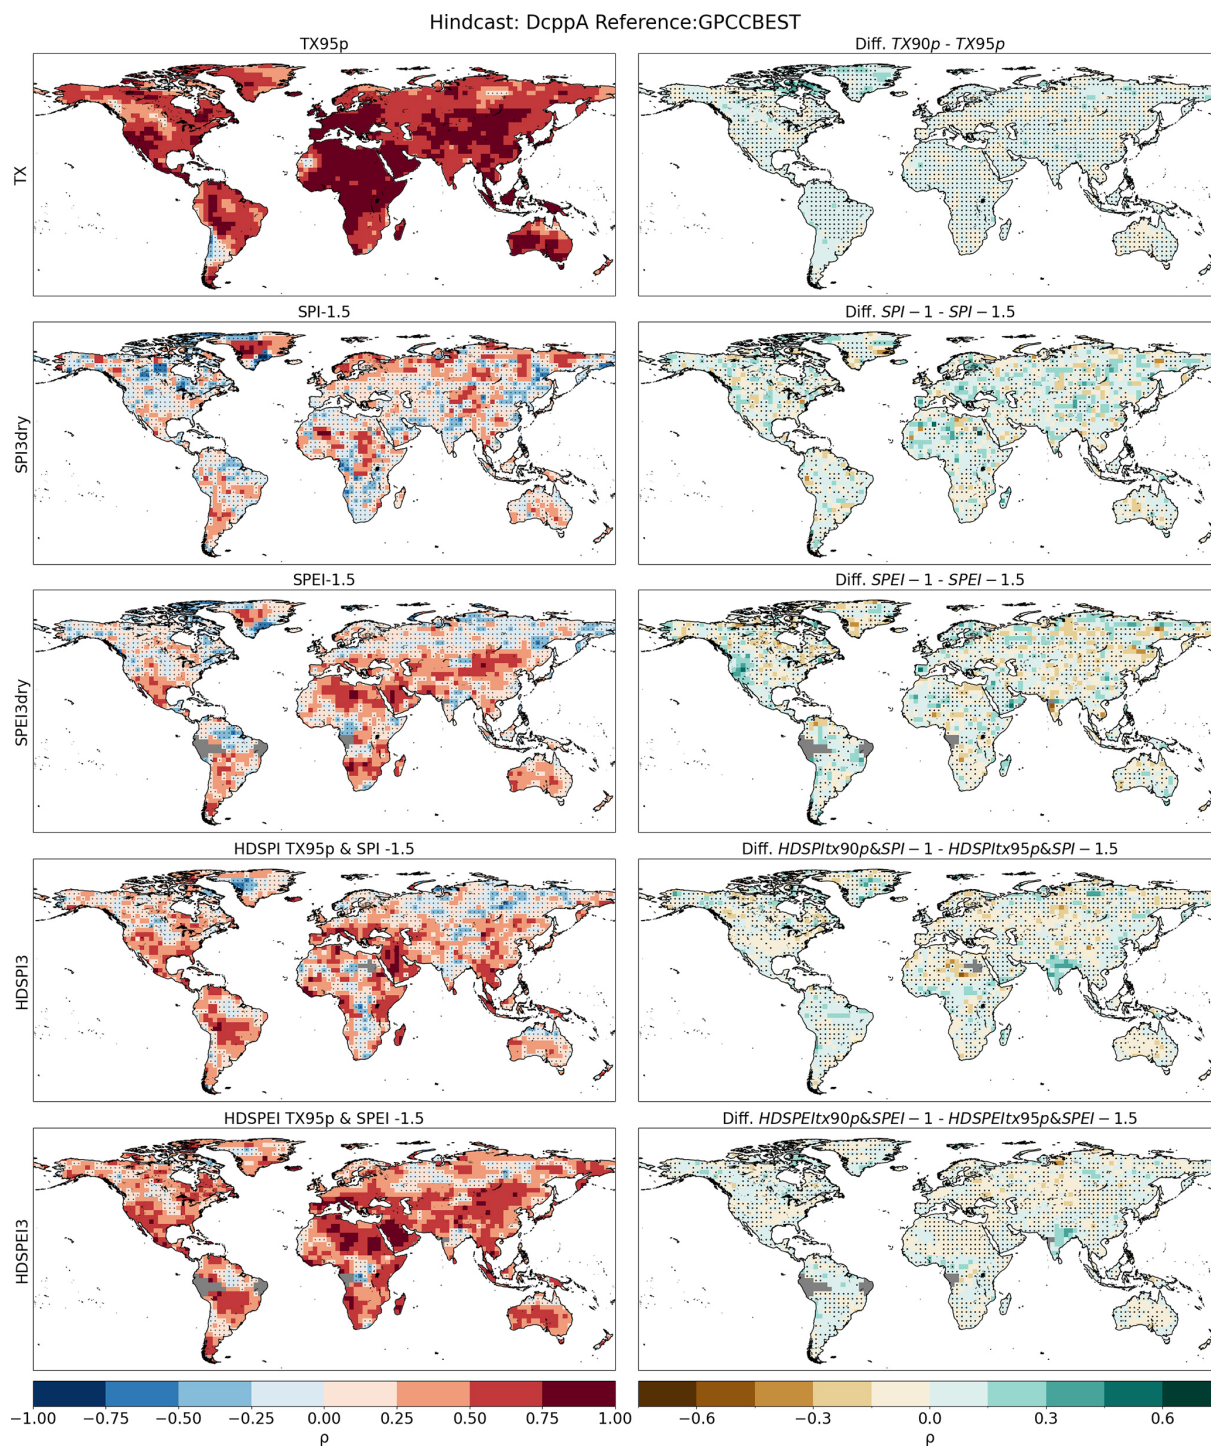 Hindcast: DcppA Reference:GPCCBEST
TX95p
Diff. TX90p - TX95p
TX
SPI-1.5
Diff. SPI − 1 - SPI − 1.5
SPI3dry
SPEI-1.5
Diff. SPEI − 1 - SPEI − 1.5
SPEI3dry
HDSPI TX95p & SPI -1.5
Diff. HDSPItx90p&SPI − 1 - HDSPItx95p&SPI − 1.5
HDSPI3
HDSPEI TX95p & SPEI -1.5
Diff. HDSPEItx90p&SPEI − 1 - HDSPEItx95p&SPEI − 1.5
HDSPEI3
−1.00 −0.75 −0.50 −0.25 0.00 0.25 0.50 0.75 1.00
ρ
−0.6 −0.3 0.0 0.3 0.6
ρ